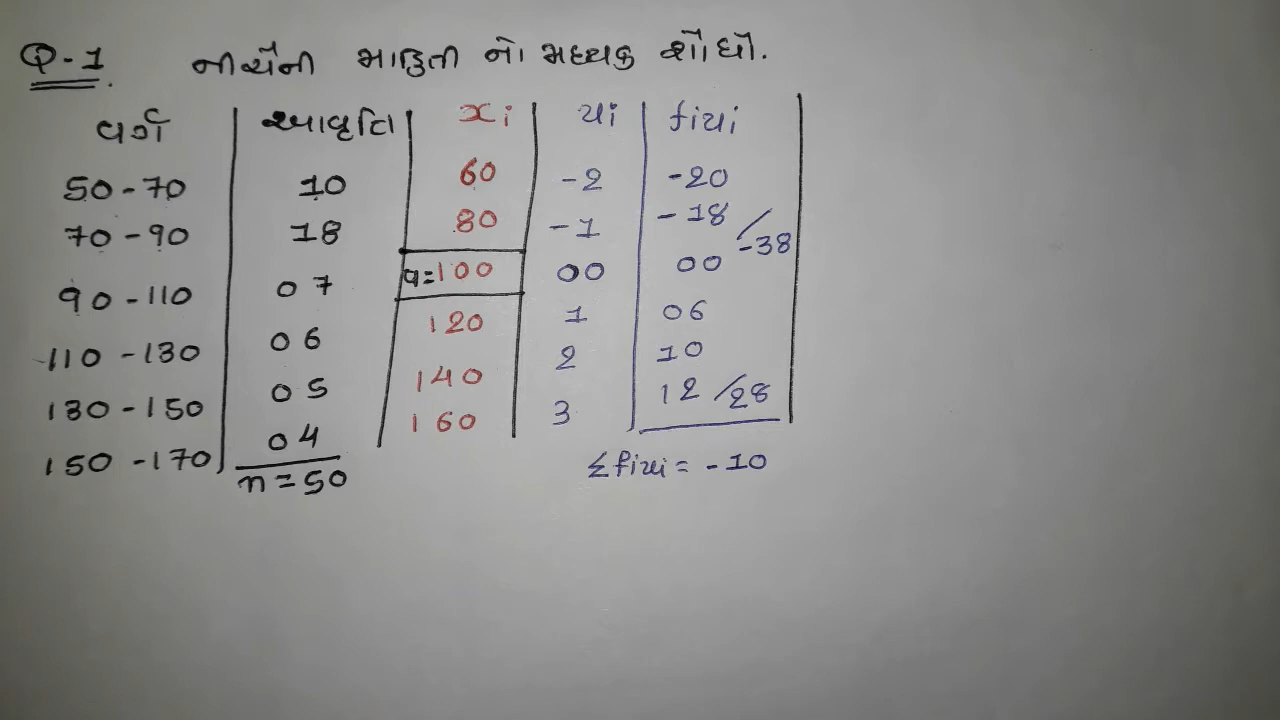 Q-1. નીચેની માહિતી નો મધ્યક શોધો.
વર્ગ આવૃતિ xi ui fiui
50-70 10 60 -2 -20
70-90 18 80 -1 -18 /-38
90-110 07 a=100 00 00
110-130 06 120 1 06
130-150 05 140 2 10
150-170 04 160 3 12 /28
n=50 Σfiui = -10